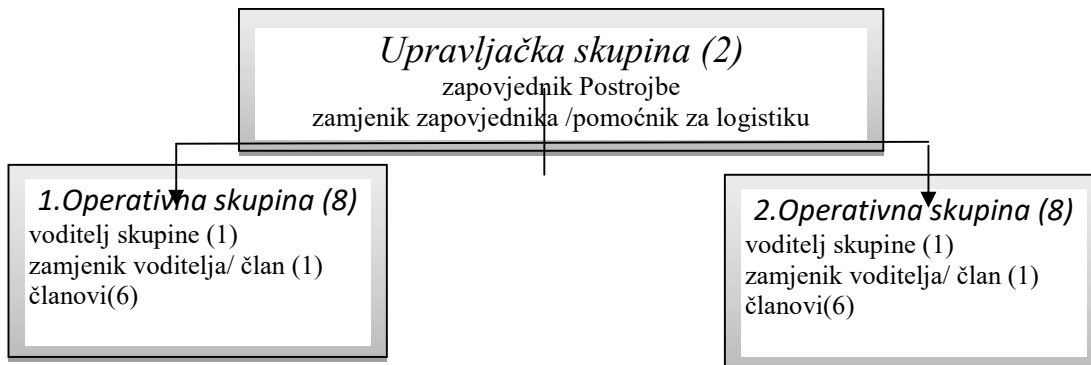 Upravljačka skupina (2)
zapovjednik Postrojbe
zamjenik zapovjednika /pomoćnik za logistiku
1.Operativna skupina (8)
voditelj skupine (1)
zamjenik voditelja/ član (1)
članovi(6)
2.Operativna skupina (8)
voditelj skupine (1)
zamjenik voditelja/ član (1)
članovi(6)